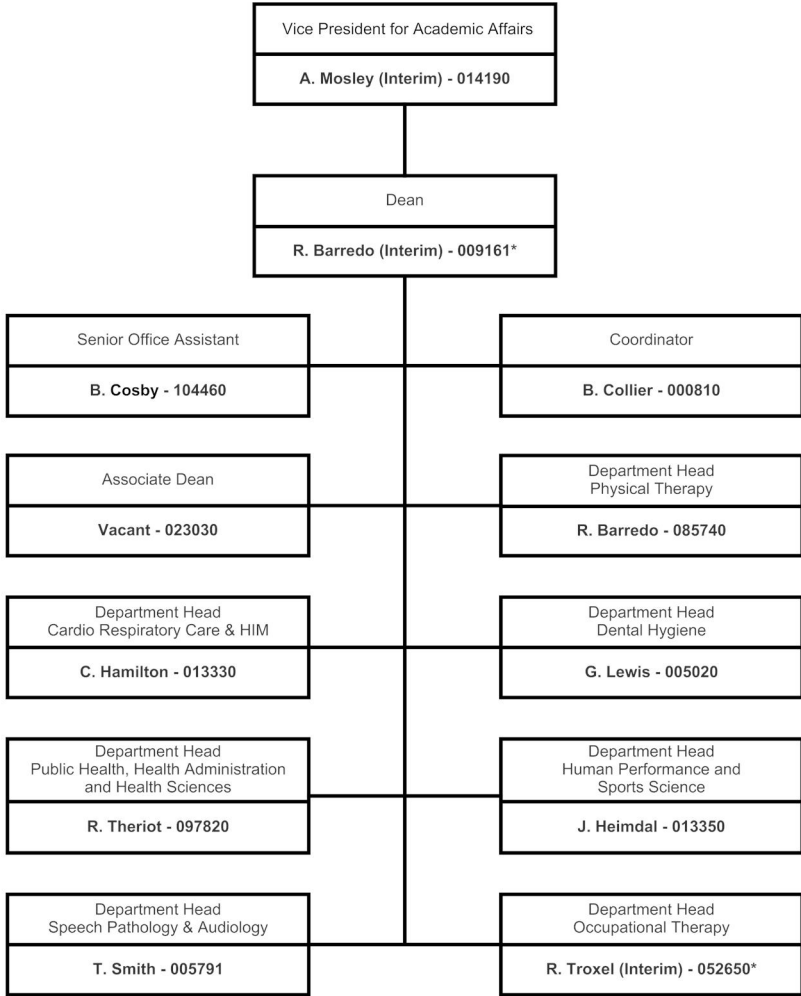 Vice President for Academic Affairs
A. Mosley (Interim) - 014190
Dean
R. Barredo (Interim) - 009161*
Senior Office Assistant
B. Cosby - 104460
Coordinator
B. Collier - 000810
Associate Dean
Vacant - 023030
Department Head
Physical Therapy
R. Barredo - 085740
Department Head
Cardio Respiratory Care & HIM
C. Hamilton - 013330
Department Head
Dental Hygiene
G. Lewis - 005020
Department Head
Public Health, Health Administration
and Health Sciences
R. Theriot - 097820
Department Head
Human Performance and
Sports Science
J. Heimdal - 013350
Department Head
Speech Pathology & Audiology
T. Smith - 005791
Department Head
Occupational Therapy
R. Troxel (Interim) - 052650*